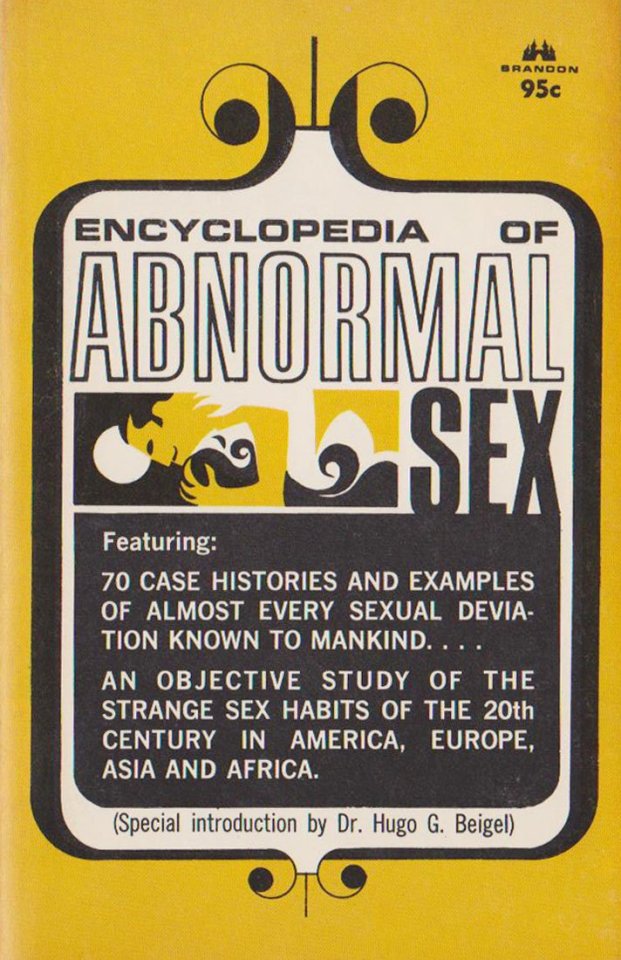 BRANDON
95c
ENCYCLOPEDIA OF
ABNORMAL
SEX
Featuring:
70 CASE HISTORIES AND EXAMPLES
OF ALMOST EVERY SEXUAL DEVIA-
TION KNOWN TO MANKIND. . . .
AN OBJECTIVE STUDY OF THE
STRANGE SEX HABITS OF THE 20th
CENTURY IN AMERICA, EUROPE,
ASIA AND AFRICA.
(Special introduction by Dr. Hugo G. Beigel)